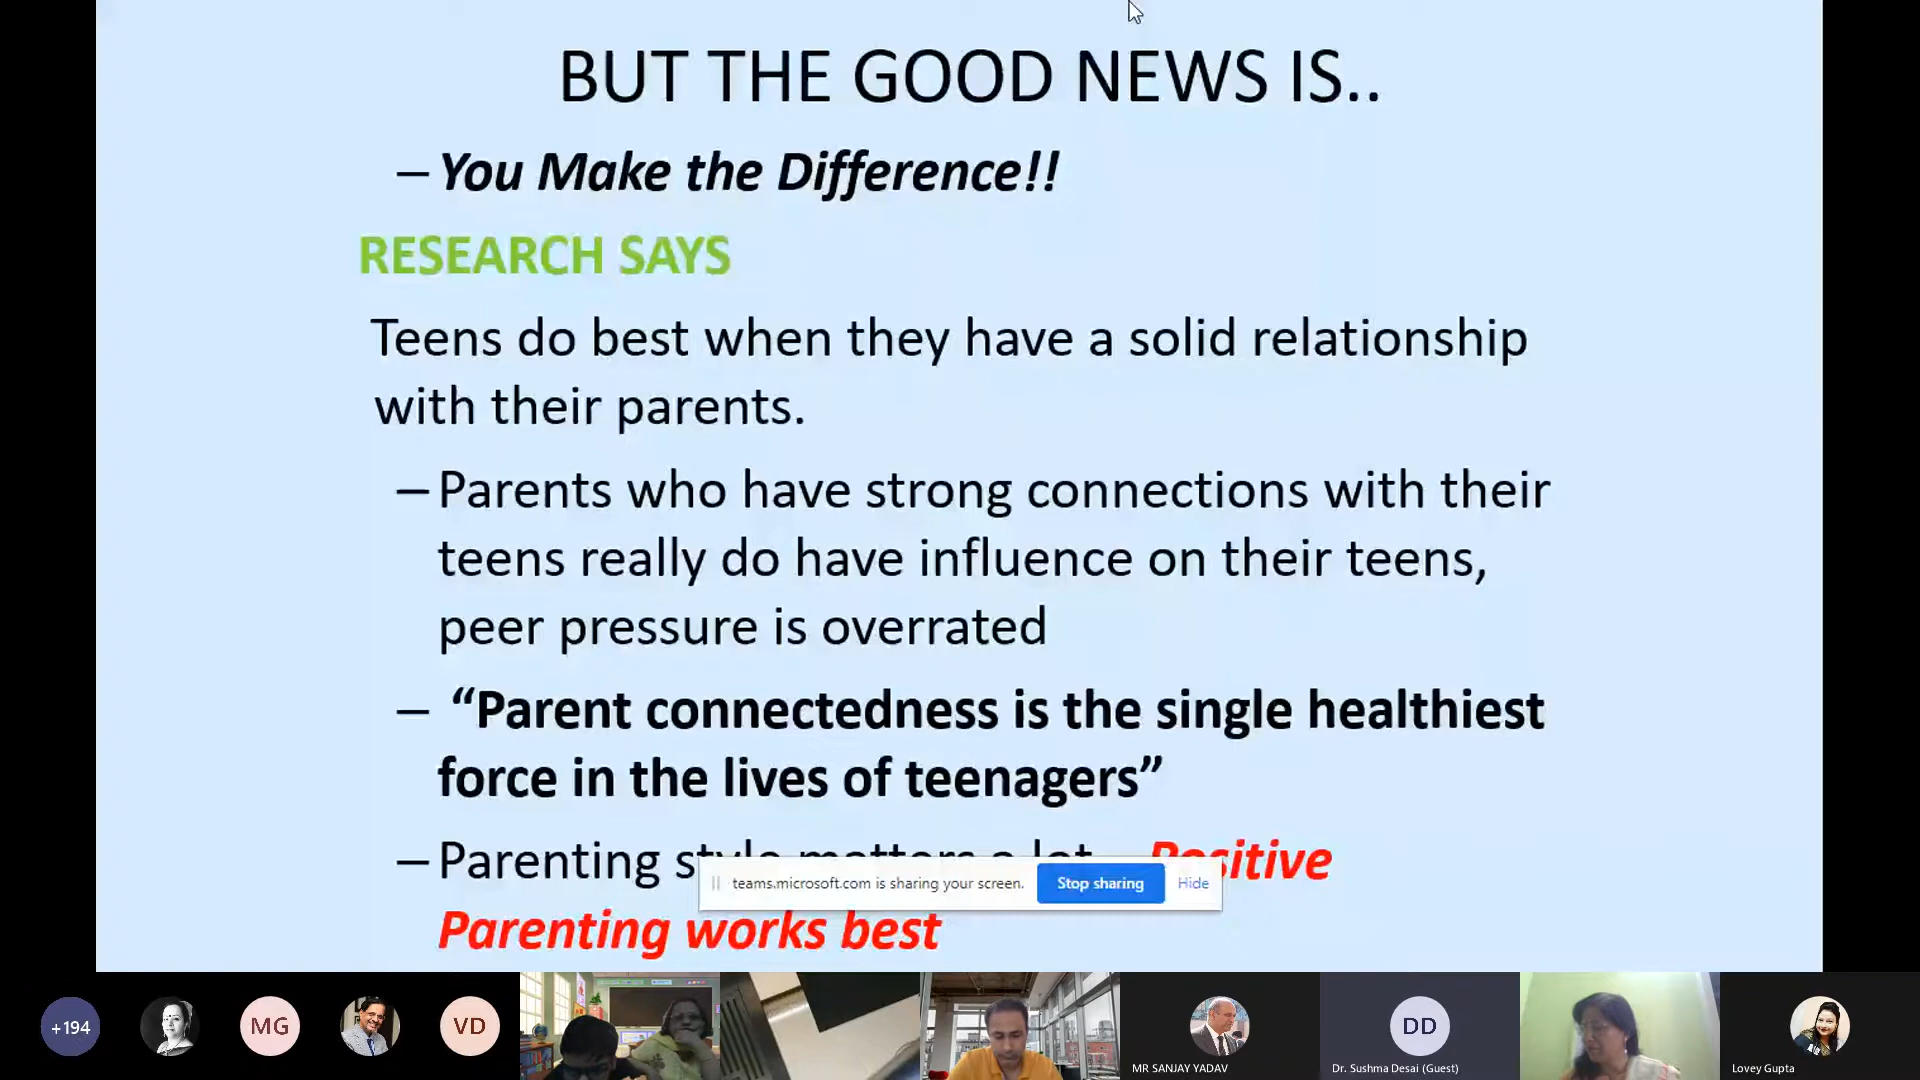 BUT THE GOOD NEWS IS..
– You Make the Difference!!
RESEARCH SAYS
Teens do best when they have a solid relationship
with their parents.
– Parents who have strong connections with their
teens really do have influence on their teens,
peer pressure is overrated
– “Parent connectedness is the single healthiest
force in the lives of teenagers”
– Parenting style matters a lot Positive
Parenting works best
teams.microsoft.com is sharing your screen. Stop sharing Hide
+194 MG VD DD
MR SANJAY YADAV Dr. Sushma Desai (Guest) Lovey Gupta